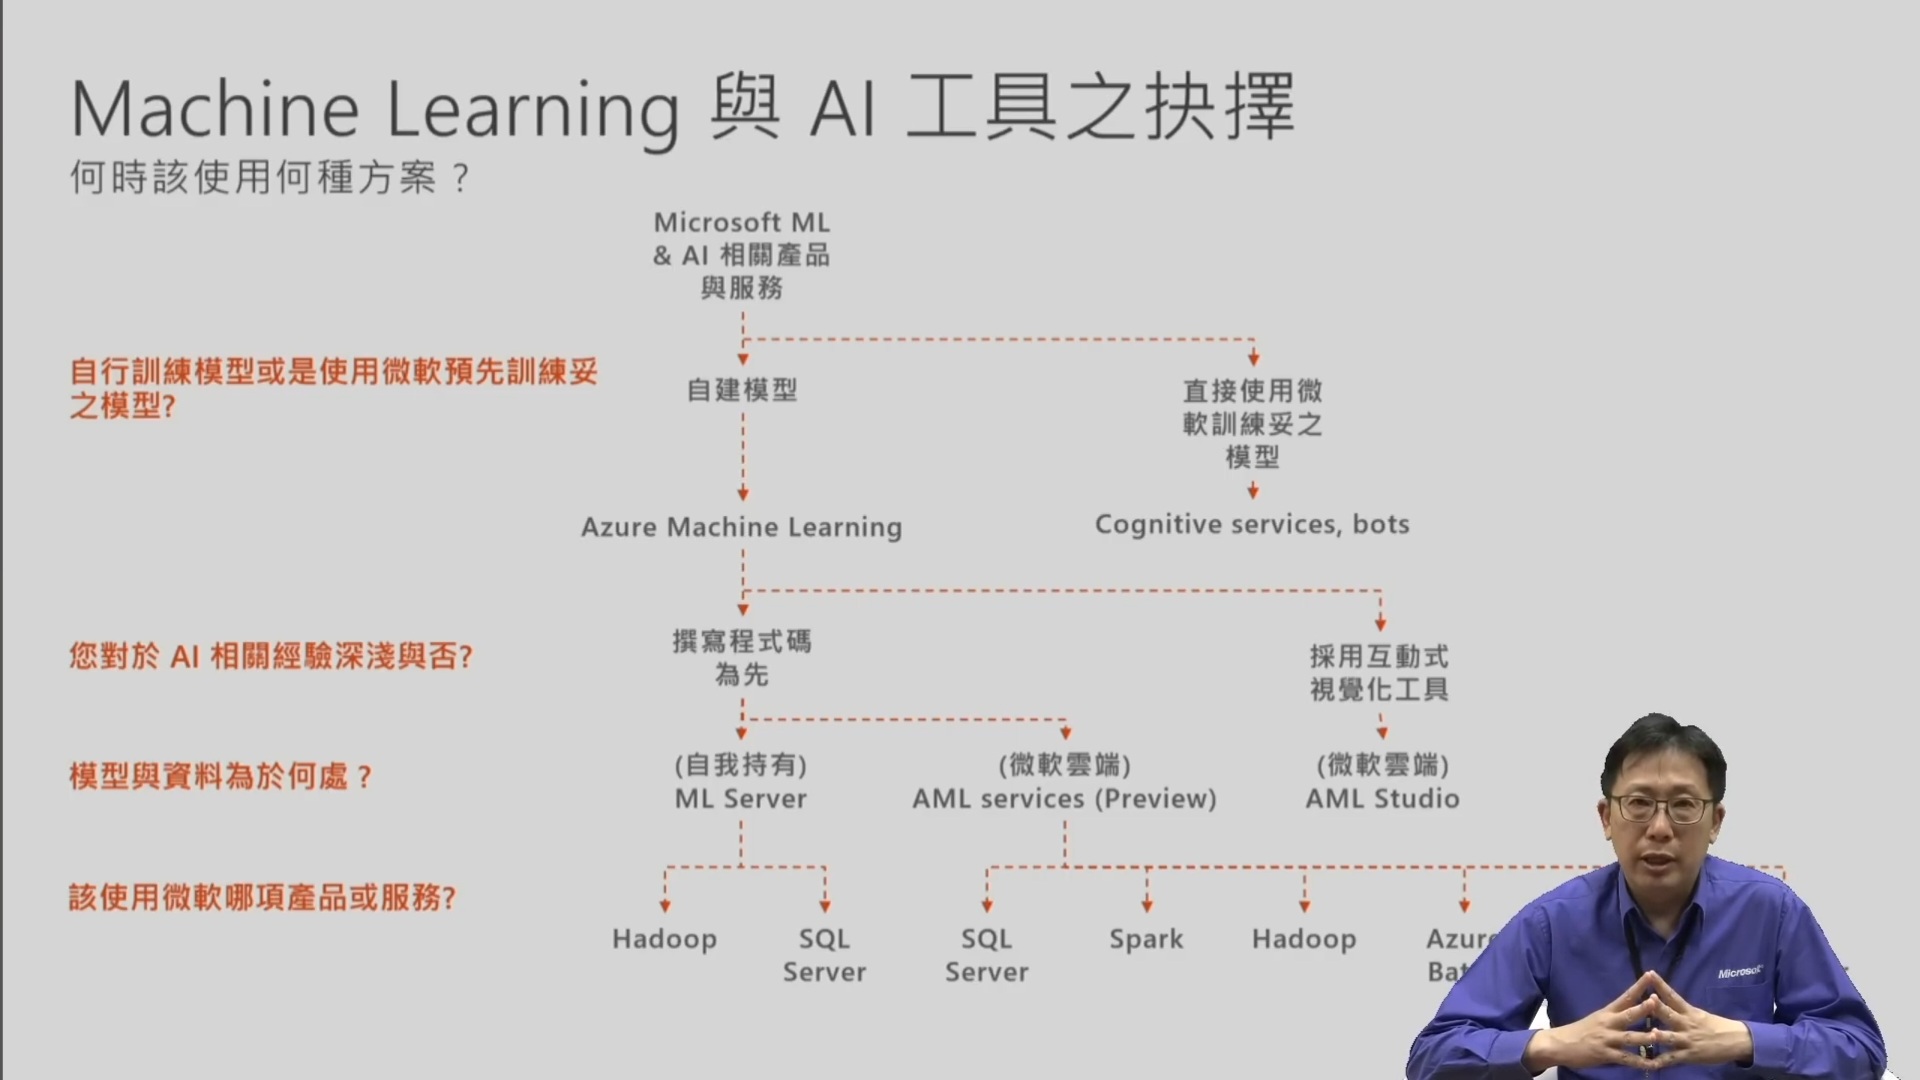 Machine Learning 與 AI 工具之抉擇
何時該使用何種方案？
Microsoft ML
& AI 相關產品
與服務
自行訓練模型或是使用微軟預先訓練妥
之模型?
自建模型
直接使用微
軟訓練妥之
模型
Azure Machine Learning
Cognitive services, bots
您對於 AI 相關經驗深淺與否?
撰寫程式碼
為先
採用互動式
視覺化工具
模型與資料為於何處？
(自我持有)
ML Server
(微軟雲端)
AML services (Preview)
(微軟雲端)
AML Studio
該使用微軟哪項產品或服務?
Hadoop
SQL
Server
SQL
Server
Spark
Hadoop
Microsoft